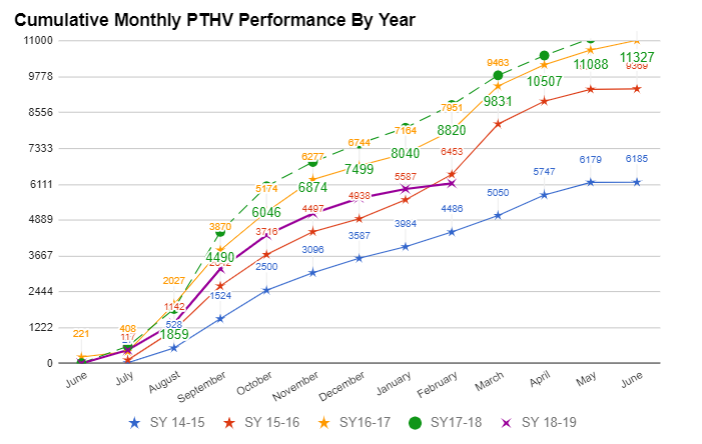 Cumulative Monthly PTHV Performance By Year
11000
9778
8556
7333
6111
4889
3667
2444
1222
0
221
408
117
2027
1142
528
1859
3870
4490
1524
5174
6046
3716
2500
6277
6874
4497
3096
6744
7499
4938
3587
7164
8040
5587
3984
7951
8820
6453
4486
9463
9831
5050
10507
5747
11088
6179
11327
9369
6185
June
July
August
September
October
November
December
January
February
March
April
May
June
SY 14-15
SY 15-16
SY16-17
SY17-18
SY 18-19